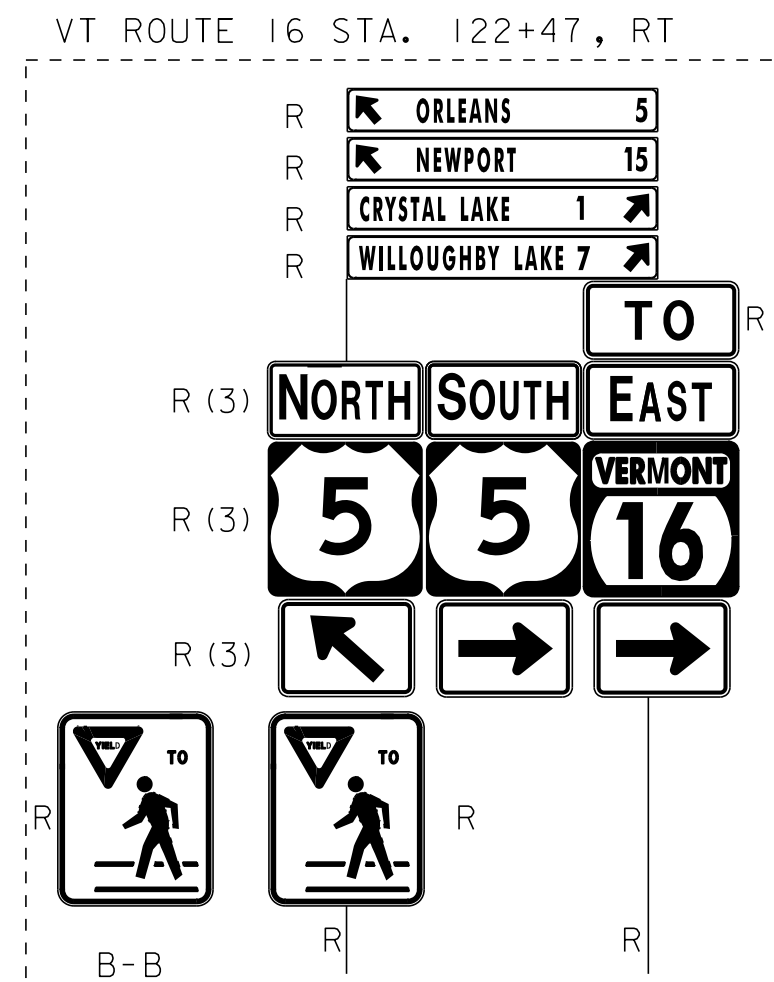 VT ROUTE 16 STA. 122+47, RT
R ORLEANS 5
R NEWPORT 15
R CRYSTAL LAKE 1
R WILLOUGHBY LAKE 7
TO R
R (3) NORTH SOUTH EAST
VERMONT
R (3) 5 5 16
R (3)
YIELD YIELD
TO TO
R R
R R
B-B